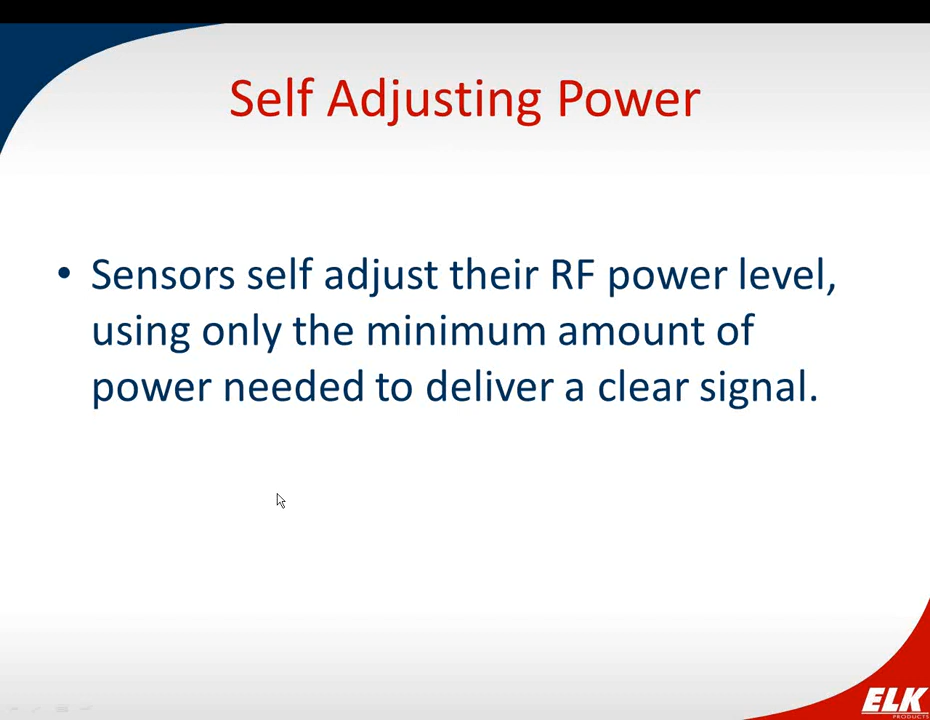 Self Adjusting Power
• Sensors self adjust their RF power level,
using only the minimum amount of
power needed to deliver a clear signal.
ELK
PRODUCTS